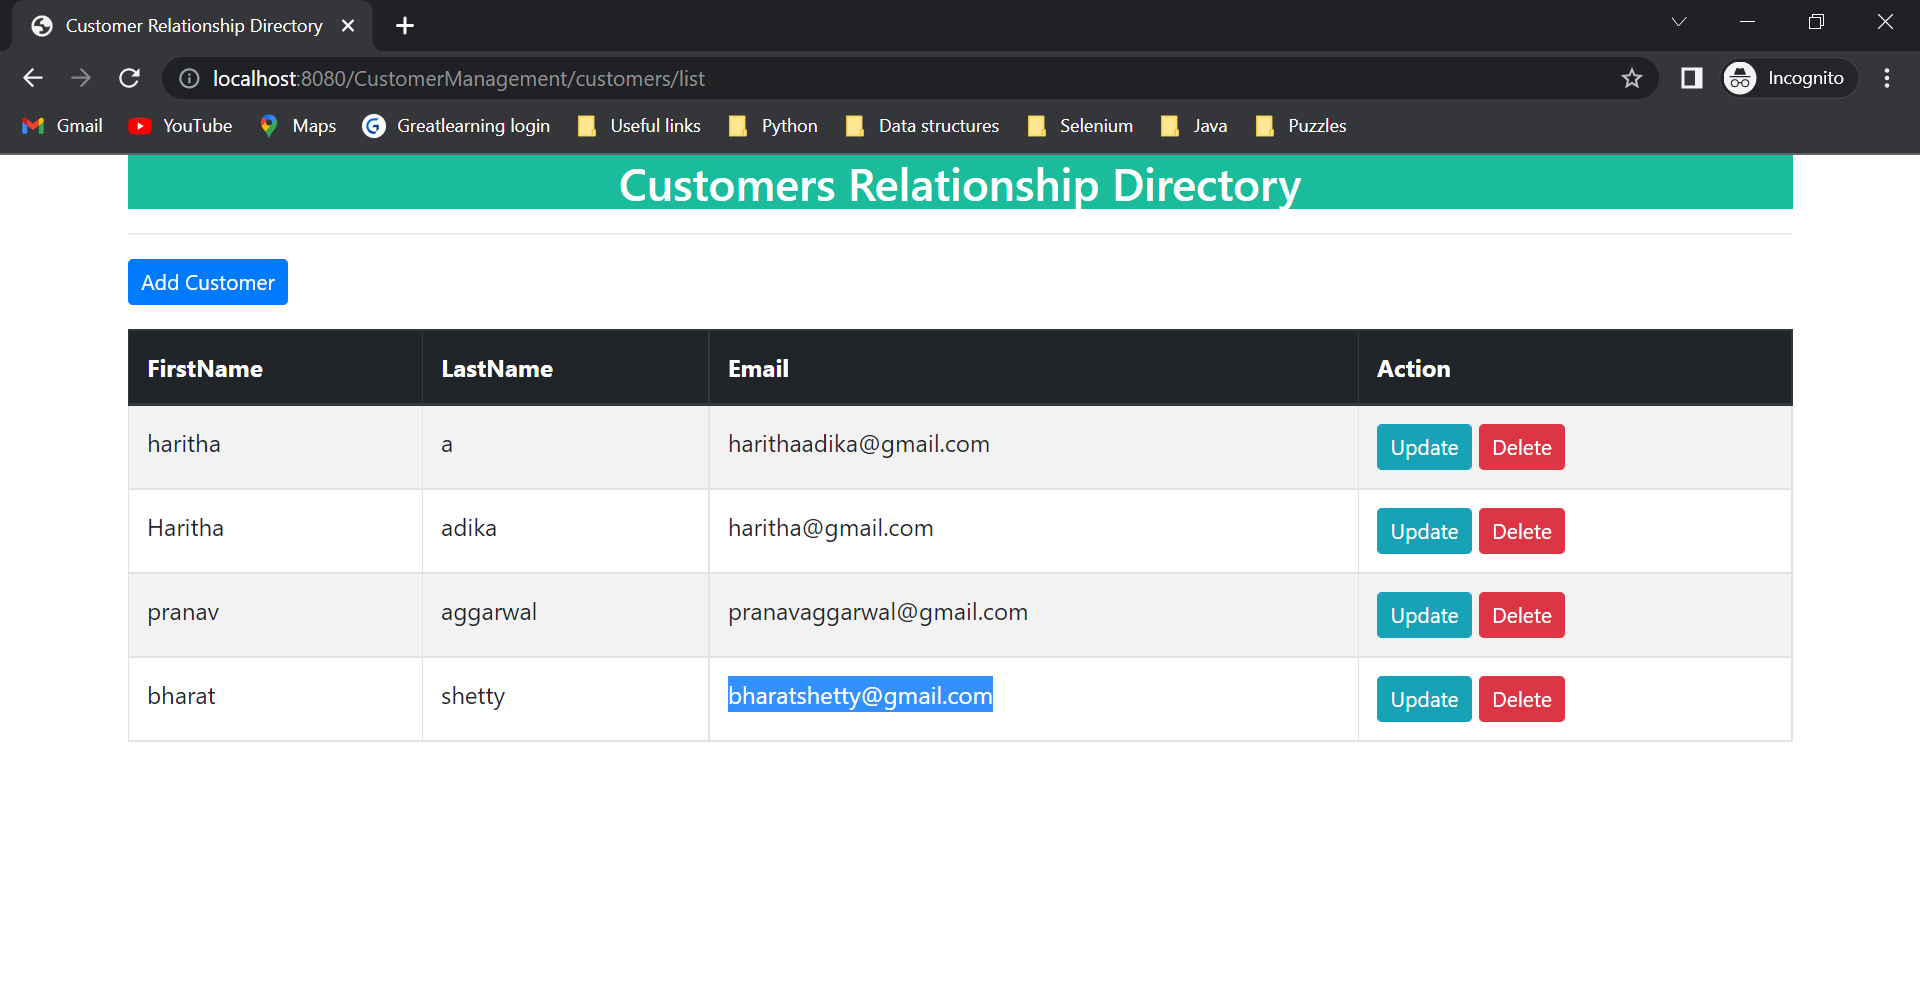 Customer Relationship Directory
localhost:8080/CustomerManagement/customers/list
Incognito
Gmail YouTube Maps Greatlearning login Useful links Python Data structures Selenium Java Puzzles
Customers Relationship Directory
Add Customer
FirstName LastName Email Action
haritha a harithaadika@gmail.com Update Delete
Haritha adika haritha@gmail.com Update Delete
pranav aggarwal pranavaggarwal@gmail.com Update Delete
bharat shetty bharatshetty@gmail.com Update Delete